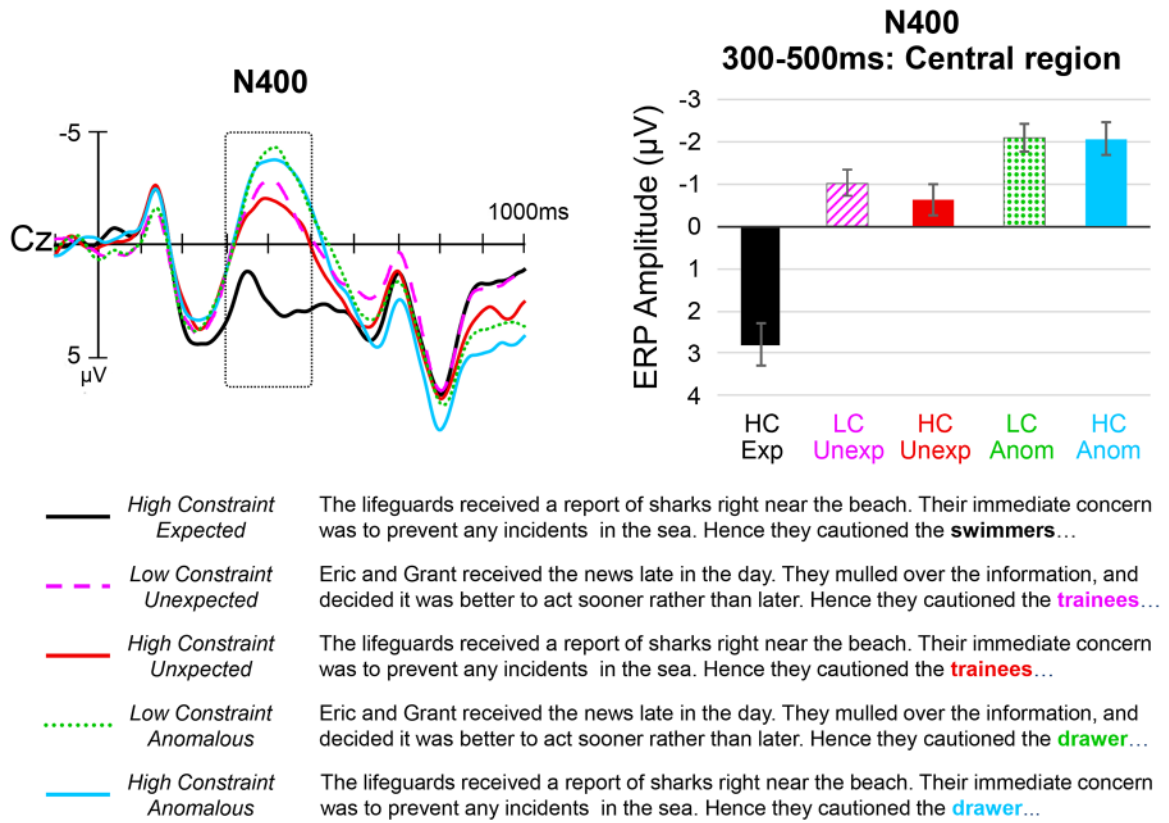 N400
300-500ms: Central region
N400
-5
Cz
1000ms
5
µV
ERP Amplitude (µV)
-3
-2
-1
0
1
2
3
4
HC
Exp
LC
Unexp
HC
Unexp
LC
Anom
HC
Anom
High Constraint
Expected
The lifeguards received a report of sharks right near the beach. Their immediate concern
was to prevent any incidents in the sea. Hence they cautioned the swimmers…
Low Constraint
Unexpected
Eric and Grant received the news late in the day. They mulled over the information, and
decided it was better to act sooner rather than later. Hence they cautioned the trainees…
High Constraint
Unxpected
The lifeguards received a report of sharks right near the beach. Their immediate concern
was to prevent any incidents in the sea. Hence they cautioned the trainees…
Low Constraint
Anomalous
Eric and Grant received the news late in the day. They mulled over the information, and
decided it was better to act sooner rather than later. Hence they cautioned the drawer…
High Constraint
Anomalous
The lifeguards received a report of sharks right near the beach. Their immediate concern
was to prevent any incidents in the sea. Hence they cautioned the drawer...